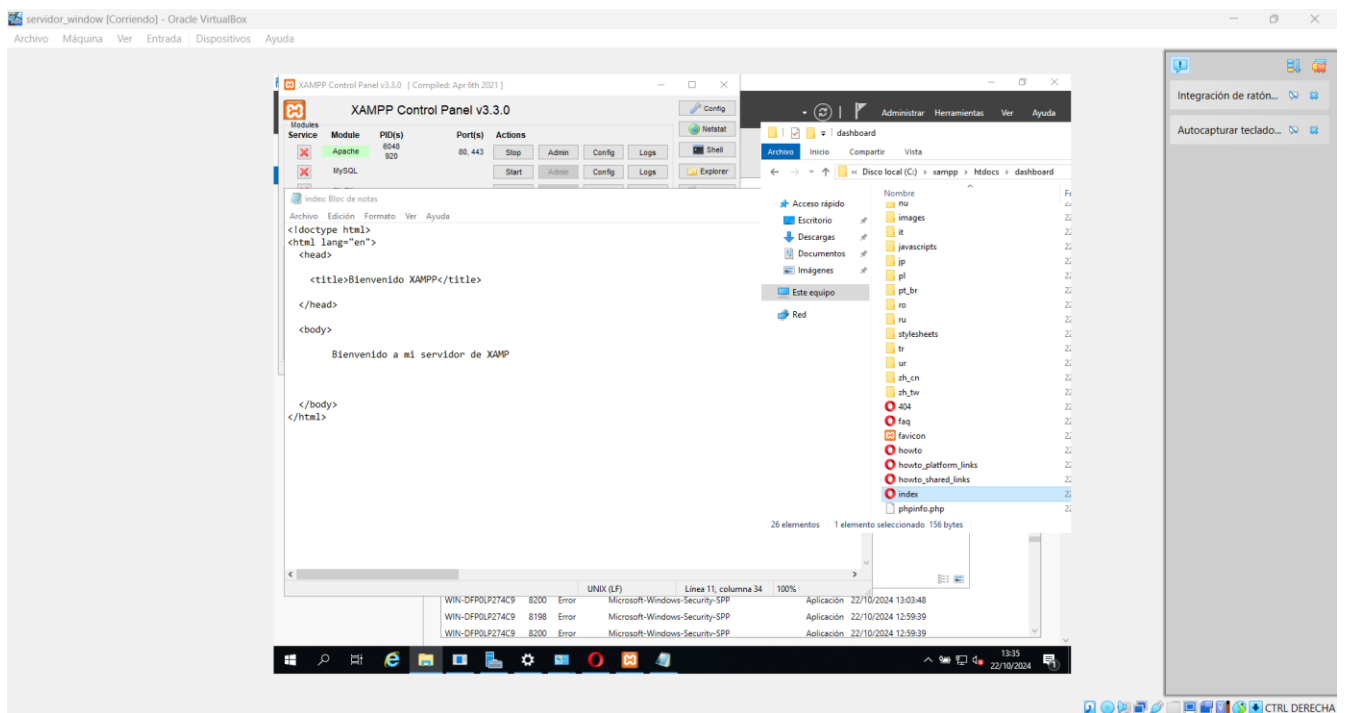 servidor_window [Corriendo] - Oracle VirtualBox
Archivo Máquina Ver Entrada Dispositivos Ayuda
XAMPP Control Panel v3.3.0 [ Compiled: Apr 6th 2021 ]
XAMPP Control Panel v3.3.0
Config
Modules
Service Module PID(s) Port(s) Actions
Netstat
Apache 6048 920 80, 443 Stop Admin Config Logs
Shell
MySQL Start Admin Config Logs
Explorer
index: Bloc de notas
Archivo Edición Formato Ver Ayuda
<!doctype html>
<html lang="en">
<head>
<title>Bienvenido XAMPP</title>
</head>
<body>
Bienvenido a mi servidor de XAMP
</body>
</html>
UNIX (LF) Línea 11, columna 34 100%
Administrar Herramientas Ver Ayuda
dashboard
Archivo Inicio Compartir Vista
« Disco local (C:) › xampp › htdocs › dashboard
Nombre
Acceso rápido
Escritorio
Descargas
Documentos
Imágenes
Este equipo
Red
hu
images
it
javascripts
jp
pl
pt_br
ro
ru
stylesheets
tr
ur
zh_cn
zh_tw
404
faq
favicon
howto
howto_platform_links
howto_shared_links
index
phpinfo.php
26 elementos 1 elemento seleccionado 156 bytes
WIN-DFP0LP274C9 8200 Error Microsoft-Windows-Security-SPP Aplicación 22/10/2024 13:03:48
WIN-DFP0LP274C9 8198 Error Microsoft-Windows-Security-SPP Aplicación 22/10/2024 12:59:39
WIN-DFP0LP274C9 8200 Error Microsoft-Windows-Security-SPP Aplicación 22/10/2024 12:59:39
13:35
22/10/2024
Integración de ratón...
Autocapturar teclado...
CTRL DERECHA